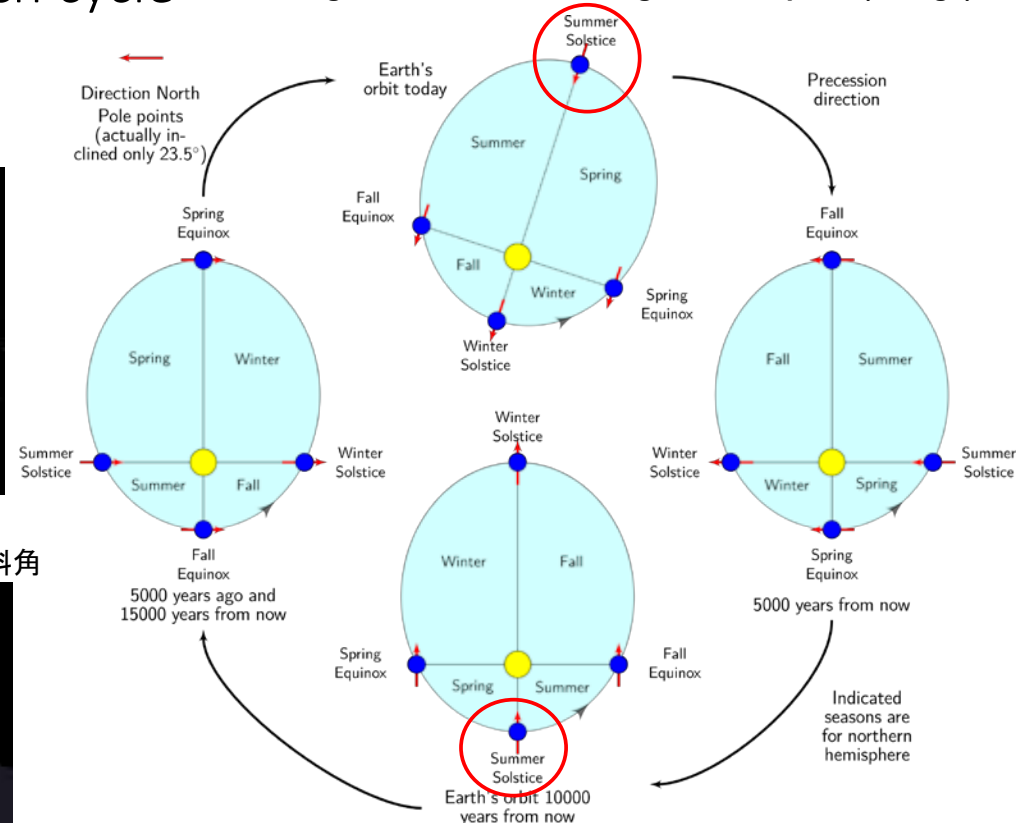 Summer
Solstice
Earth's
orbit today
Direction North
Pole points
(actually in-
clined only 23.5°)
Precession
direction
Summer
Spring
Fall
Equinox
Fall
Winter
Spring
Equinox
Winter
Solstice
Spring
Equinox
Spring
Winter
Summer
Solstice
Winter
Solstice
Summer
Fall
Fall
Equinox
5000 years ago and
15000 years from now
Fall
Equinox
Fall
Summer
Winter
Solstice
Summer
Solstice
Winter
Spring
Spring
Equinox
5000 years from now
Winter
Solstice
Winter
Fall
Spring
Equinox
Fall
Equinox
Spring
Summer
Summer
Solstice
Earth's orbit 10000
years from now
Indicated
seasons are
for northern
hemisphere
角